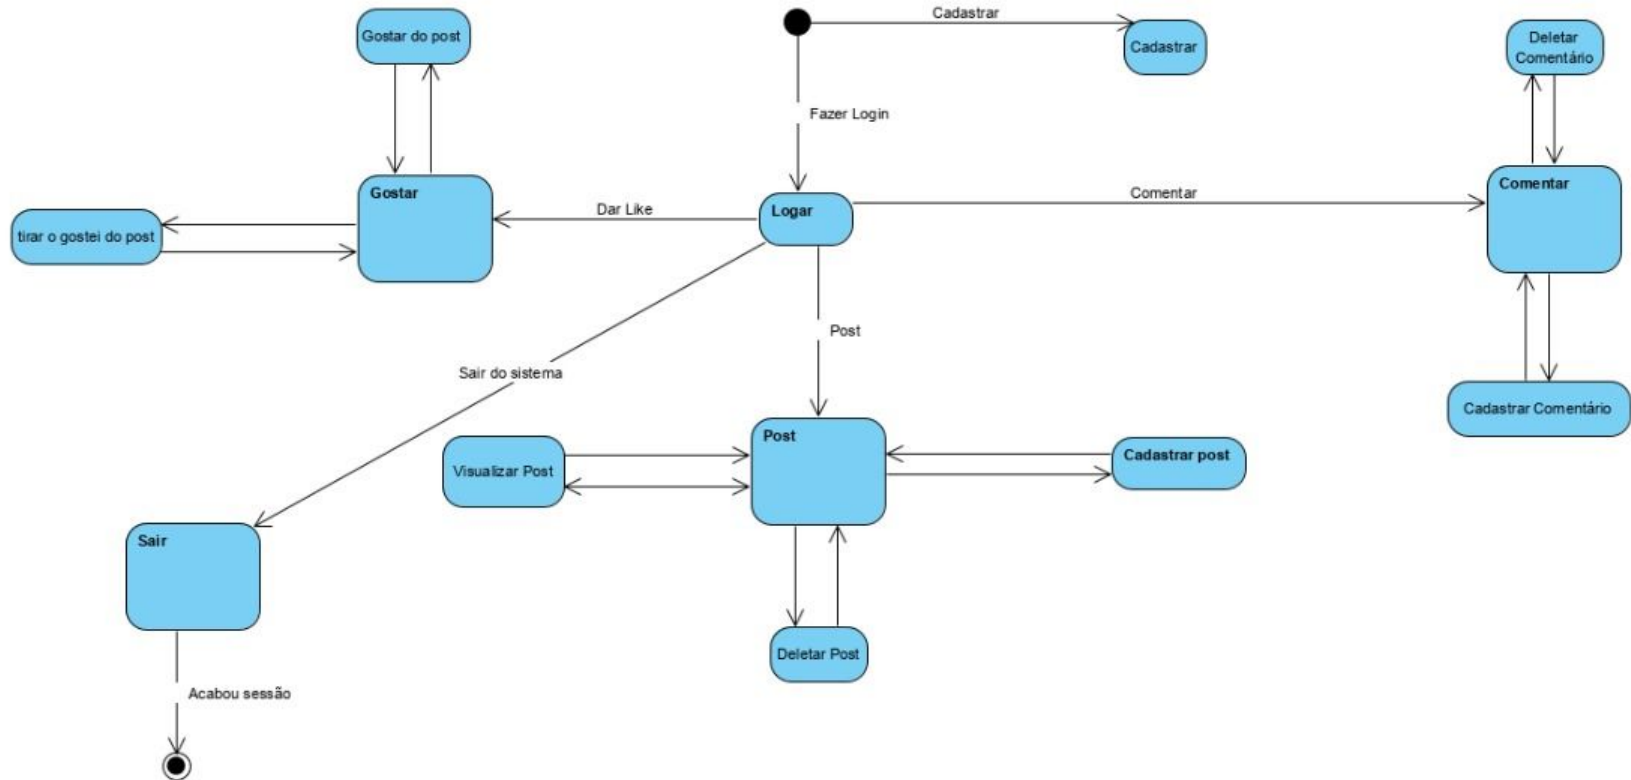 Cadastrar
Gostar do post
Cadastrar
Deletar
Comentário
Fazer Login
Gostar
Comentar
Comentar
Dar Like
Logar
tirar o gostei do post
Post
Sair do sistema
Cadastrar Comentário
Post
Cadastrar post
Visualizar Post
Sair
Deletar Post
Acabou sessão